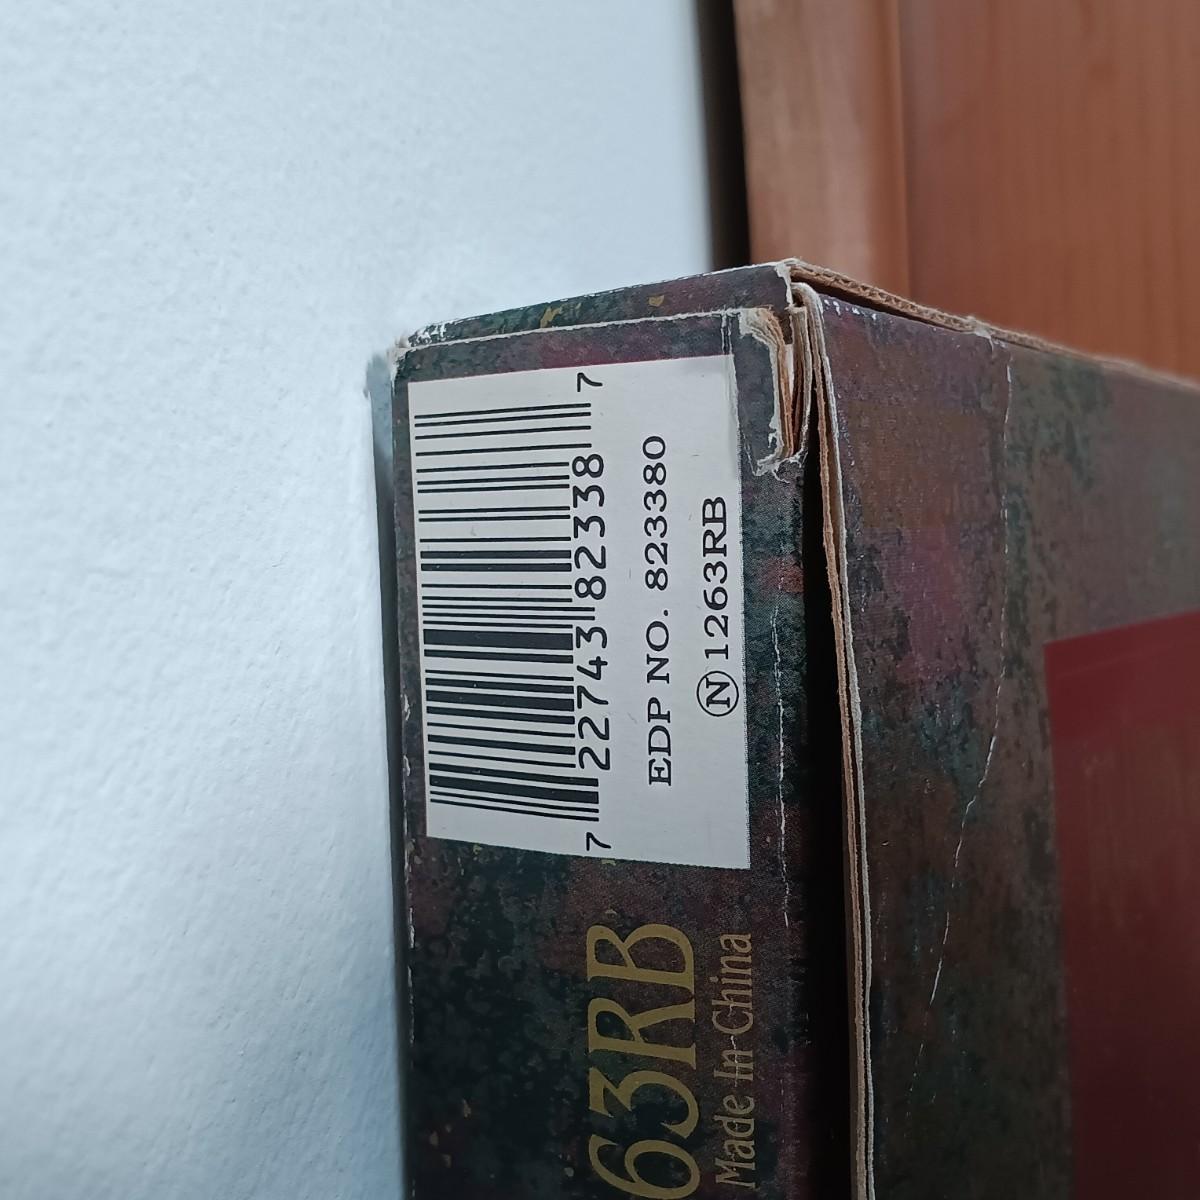 7 22743 82338 7
EDP NO. 823380
Ⓝ 1263RB
63RB
Made In China